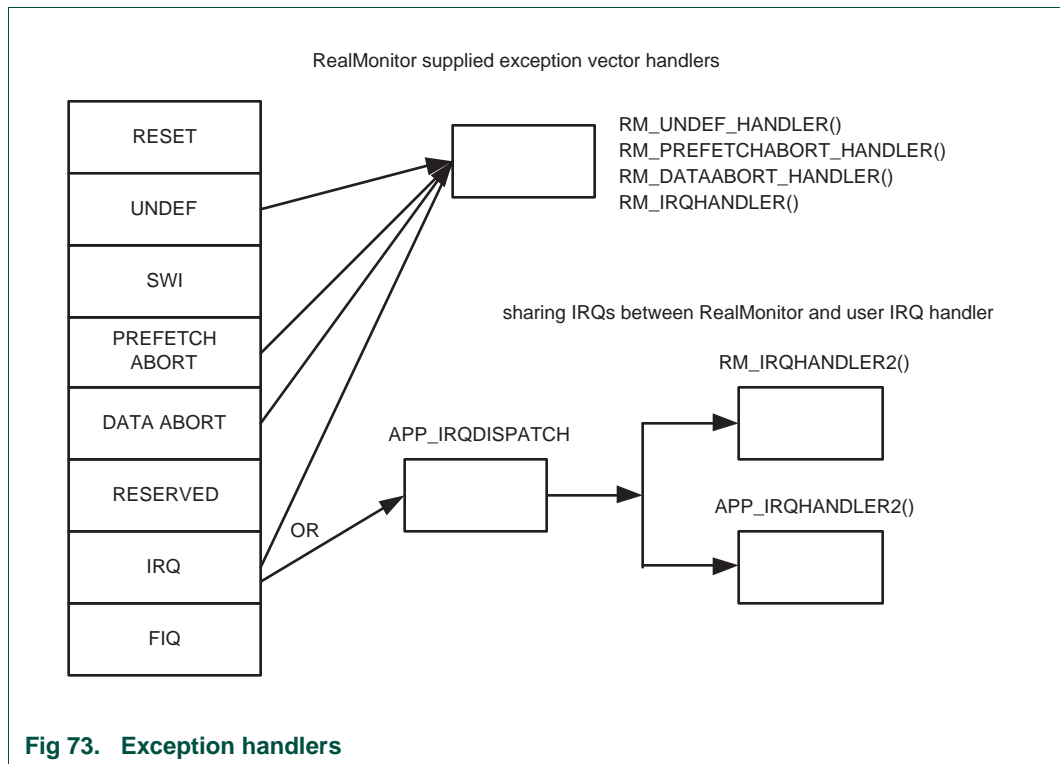 RealMonitor supplied exception vector handlers
RESET
UNDEF
SWI
PREFETCH
ABORT
DATA ABORT
RESERVED
IRQ
FIQ
RM_UNDEF_HANDLER()
RM_PREFETCHABORT_HANDLER()
RM_DATAABORT_HANDLER()
RM_IRQHANDLER()
sharing IRQs between RealMonitor and user IRQ handler
RM_IRQHANDLER2()
APP_IRQDISPATCH
APP_IRQHANDLER2()
OR
Fig 73. Exception handlers